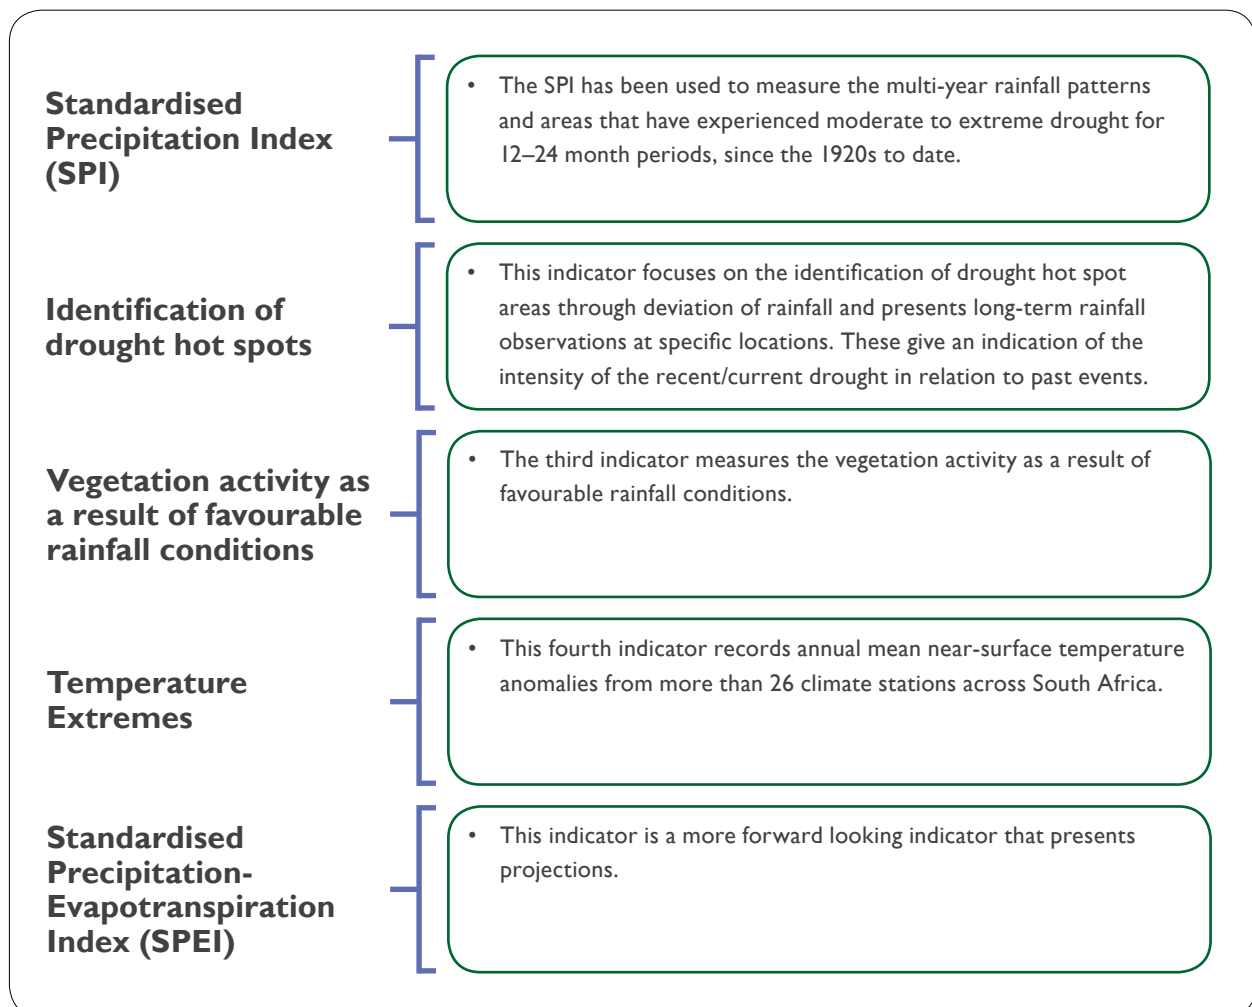 Standardised
Precipitation Index
(SPI)
• The SPI has been used to measure the multi-year rainfall patterns
and areas that have experienced moderate to extreme drought for
12–24 month periods, since the 1920s to date.
Identification of
drought hot spots
• This indicator focuses on the identification of drought hot spot
areas through deviation of rainfall and presents long-term rainfall
observations at specific locations. These give an indication of the
intensity of the recent/current drought in relation to past events.
Vegetation activity as
a result of favourable
rainfall conditions
• The third indicator measures the vegetation activity as a result of
favourable rainfall conditions.
Temperature
Extremes
• This fourth indicator records annual mean near-surface temperature
anomalies from more than 26 climate stations across South Africa.
Standardised
Precipitation-
Evapotranspiration
Index (SPEI)
• This indicator is a more forward looking indicator that presents
projections.